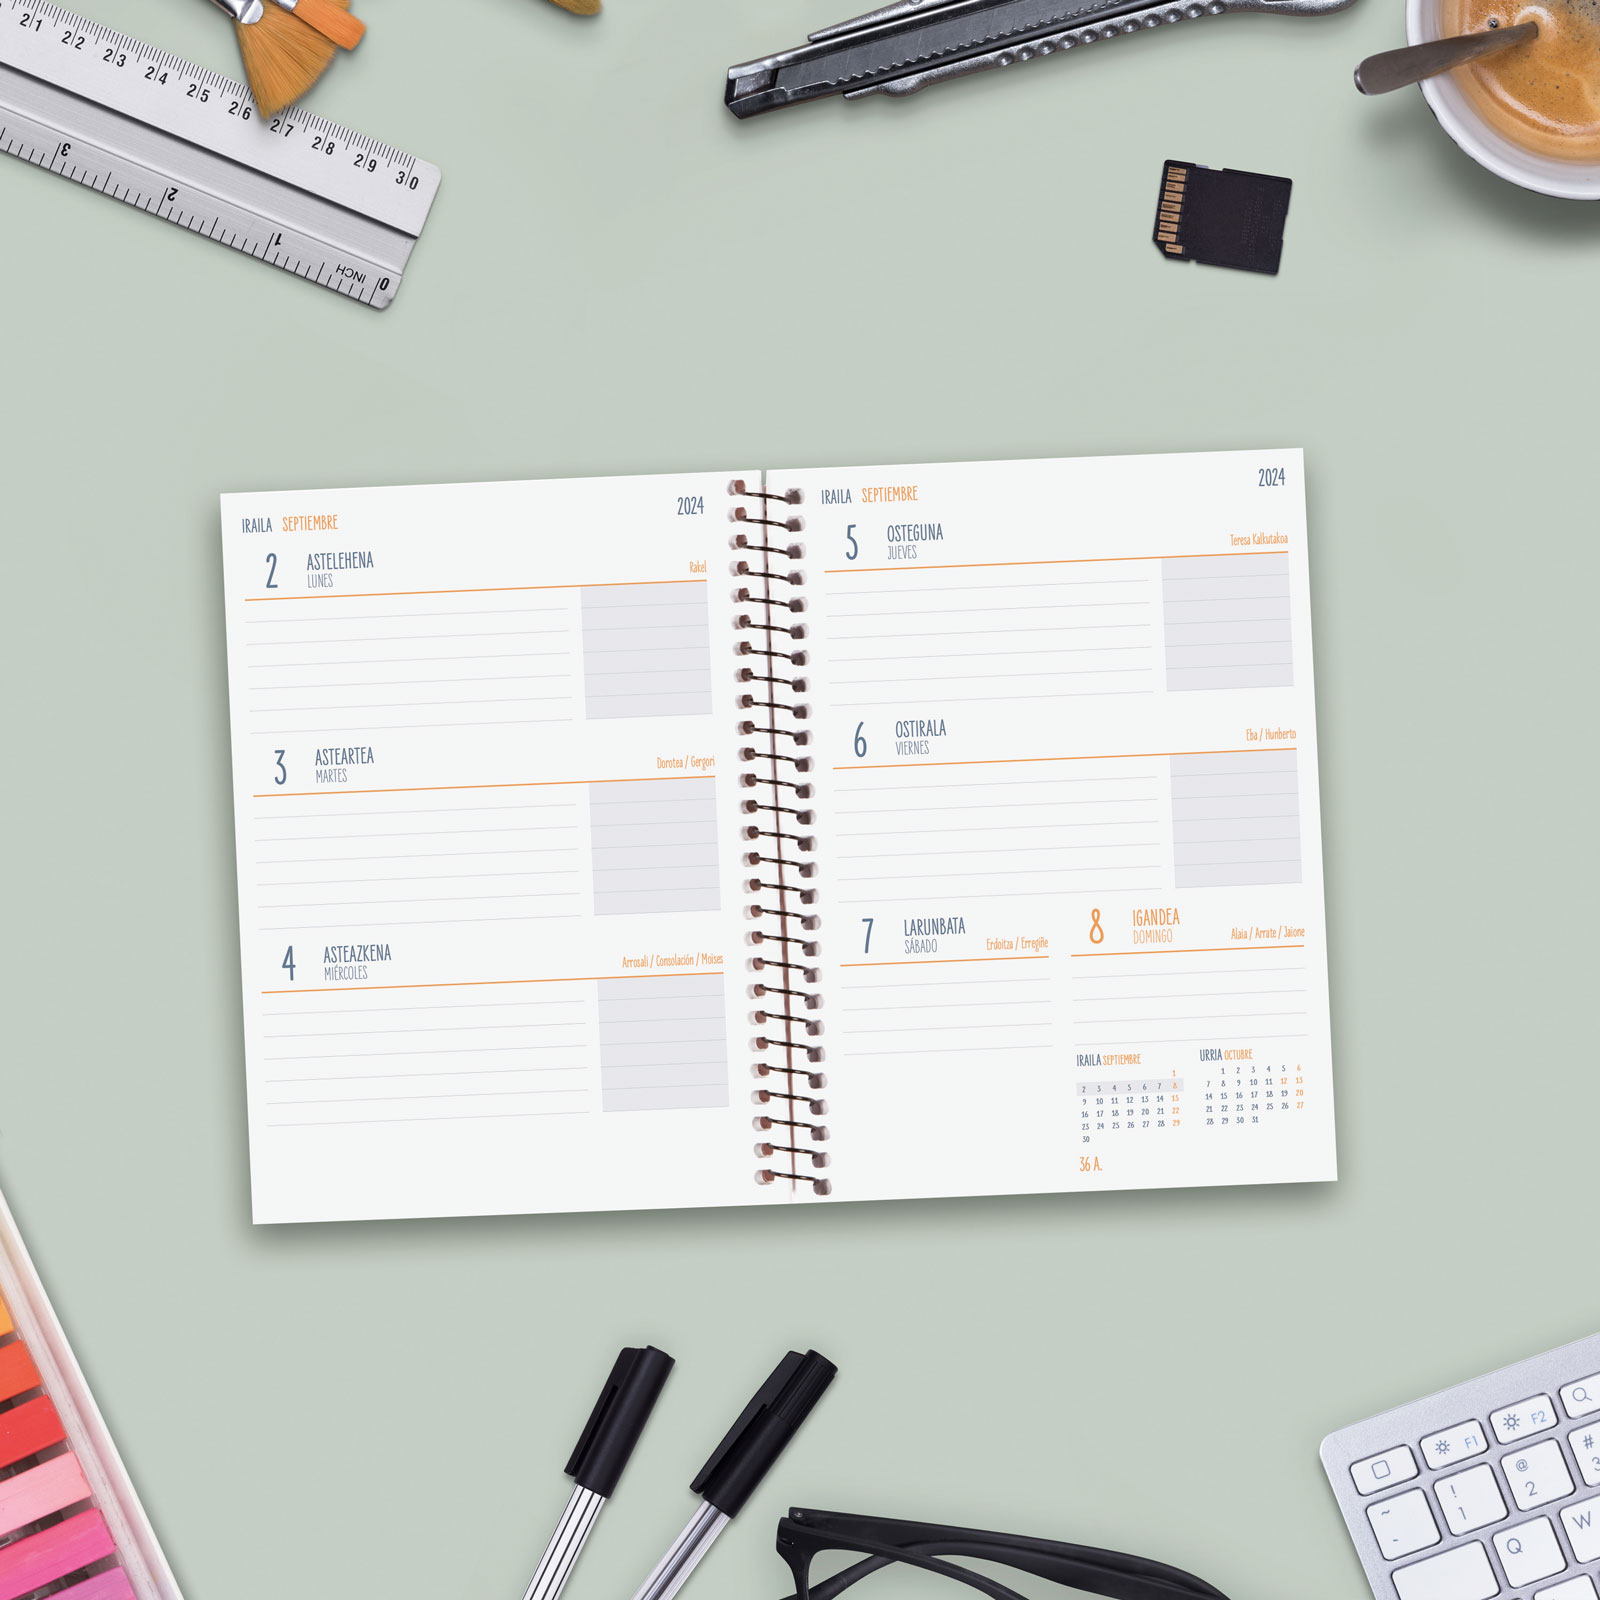 21 22 23 24 25 26 27 28 29 30
3 2 1 0
INCH
IRAILA SEPTIEMBRE 2024
2 ASTELEHENA
LUNES
Rakel
3 ASTEARTEA
MARTES
Dorotea / Gergori
4 ASTEAZKENA
MIÉRCOLES
Arrosali / Consolación / Moises
IRAILA SEPTIEMBRE 2024
5 OSTEGUNA
JUEVES
Teresa Kalkutakoa
6 OSTIRALA
VIERNES
Eba / Hunberto
7 LARUNBATA
SÁBADO
Erdoitza / Erregiñe
8 IGANDEA
DOMINGO
Alaia / Arrate / Jaione
IRAILA SEPTIEMBRE
1
2 3 4 5 6 7 8
9 10 11 12 13 14 15
16 17 18 19 20 21 22
23 24 25 26 27 28 29
30
URRIA OCTUBRE
1 2 3 4 5 6
7 8 9 10 11 12 13
14 15 16 17 18 19 20
21 22 23 24 25 26 27
28 29 30 31
36 A.
F1 F2
~ ! 1 @ 2 # 3
Q W